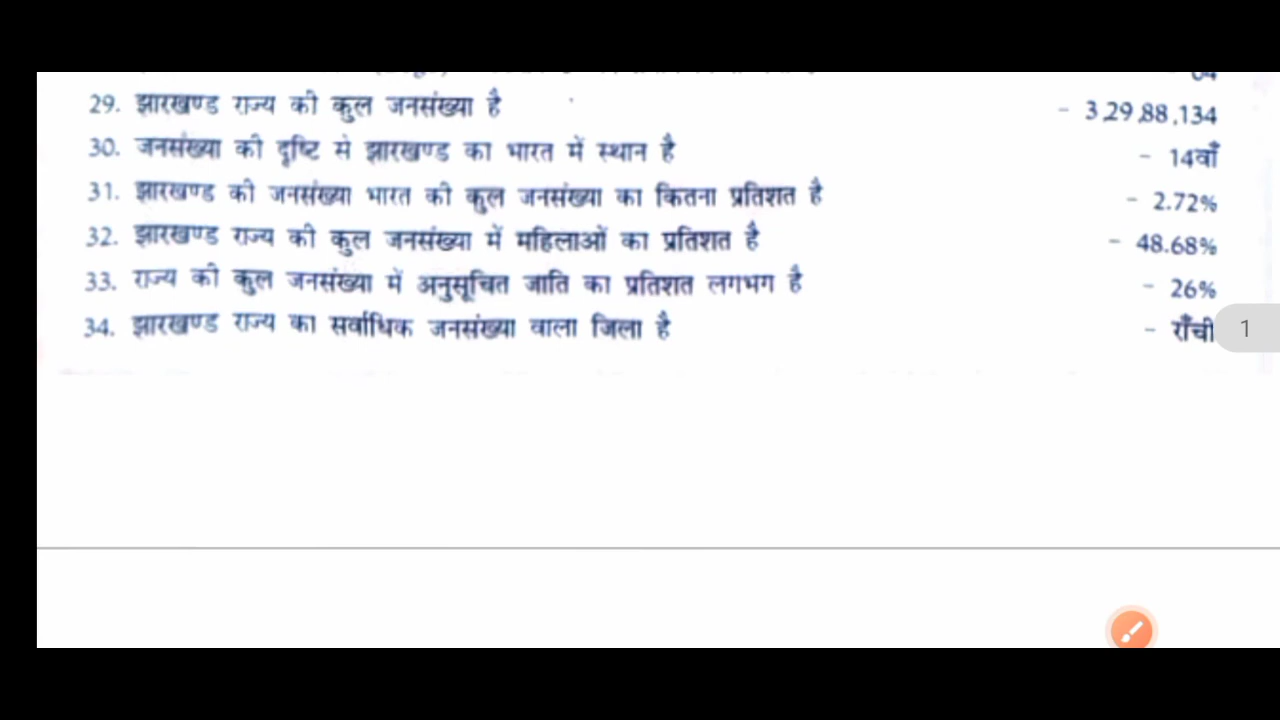 29. झारखण्ड राज्य की कुल जनसंख्या है - 3,29,88,134
30. जनसंख्या की दृष्टि से झारखण्ड का भारत में स्थान है - 14वाँ
31. झारखण्ड की जनसंख्या भारत की कुल जनसंख्या का कितना प्रतिशत है - 2.72%
32. झारखण्ड राज्य की कुल जनसंख्या में महिलाओं का प्रतिशत है - 48.68%
33. राज्य की कुल जनसंख्या में अनुसूचित जाति का प्रतिशत लगभग है - 26%
34. झारखण्ड राज्य का सर्वाधिक जनसंख्या वाला जिला है - राँची
1